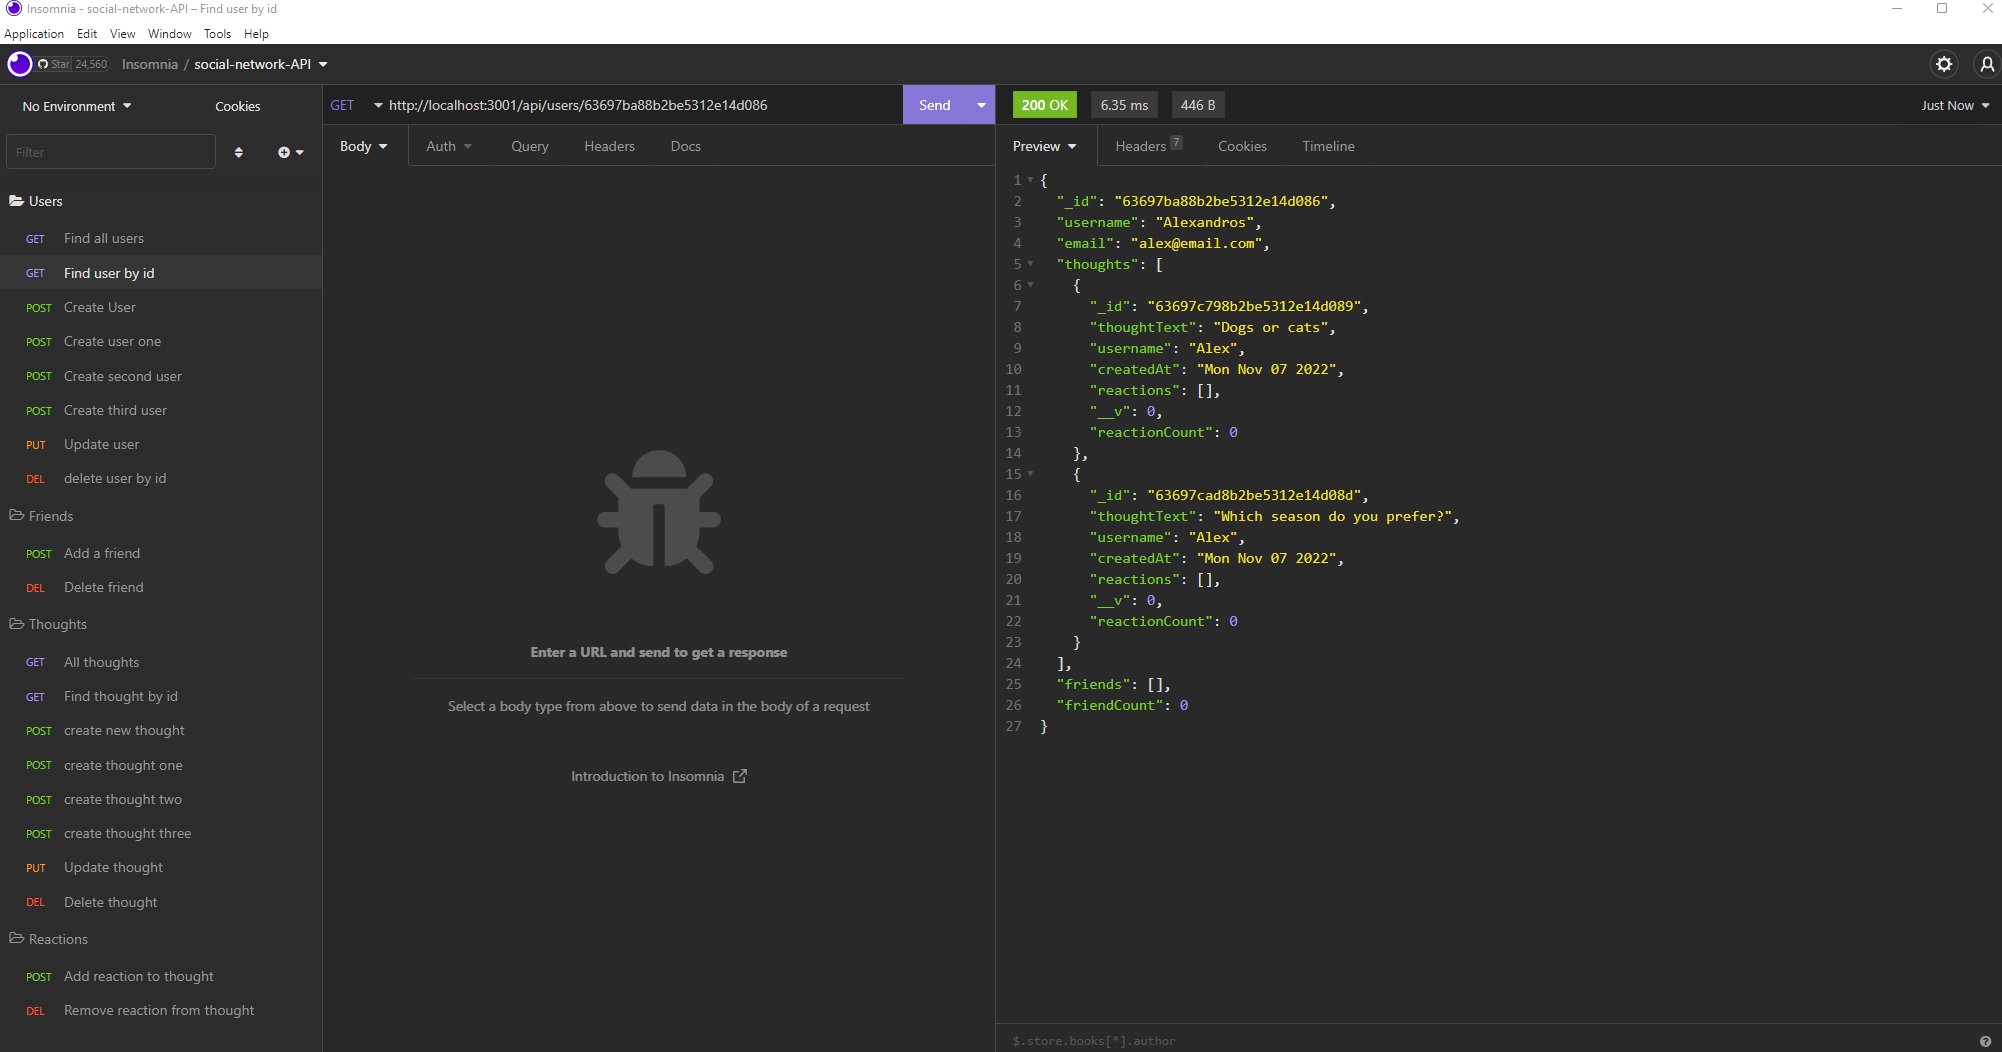 Insomnia - social-network-API – Find user by id
Application Edit View Window Tools Help
Star 24,560 Insomnia / social-network-API
No Environment Cookies
Filter
Users
GET Find all users
GET Find user by id
POST Create User
POST Create user one
POST Create second user
POST Create third user
PUT Update user
DEL delete user by id
Friends
POST Add a friend
DEL Delete friend
Thoughts
GET All thoughts
GET Find thought by id
POST create new thought
POST create thought one
POST create thought two
POST create thought three
PUT Update thought
DEL Delete thought
Reactions
POST Add reaction to thought
DEL Remove reaction from thought
GET http://localhost:3001/api/users/63697ba88b2be5312e14d086 Send
Body Auth Query Headers Docs
Enter a URL and send to get a response
Select a body type from above to send data in the body of a request
Introduction to Insomnia
200 OK 6.35 ms 446 B Just Now
Preview Headers 7 Cookies Timeline
1 {
2 "_id": "63697ba88b2be5312e14d086",
3 "username": "Alexandros",
4 "email": "alex@email.com",
5 "thoughts": [
6 {
7 "_id": "63697c798b2be5312e14d089",
8 "thoughtText": "Dogs or cats",
9 "username": "Alex",
10 "createdAt": "Mon Nov 07 2022",
11 "reactions": [],
12 "__v": 0,
13 "reactionCount": 0
14 },
15 {
16 "_id": "63697cad8b2be5312e14d08d",
17 "thoughtText": "Which season do you prefer?",
18 "username": "Alex",
19 "createdAt": "Mon Nov 07 2022",
20 "reactions": [],
21 "__v": 0,
22 "reactionCount": 0
23 }
24 ],
25 "friends": [],
26 "friendCount": 0
27 }
$.store.books[*].author